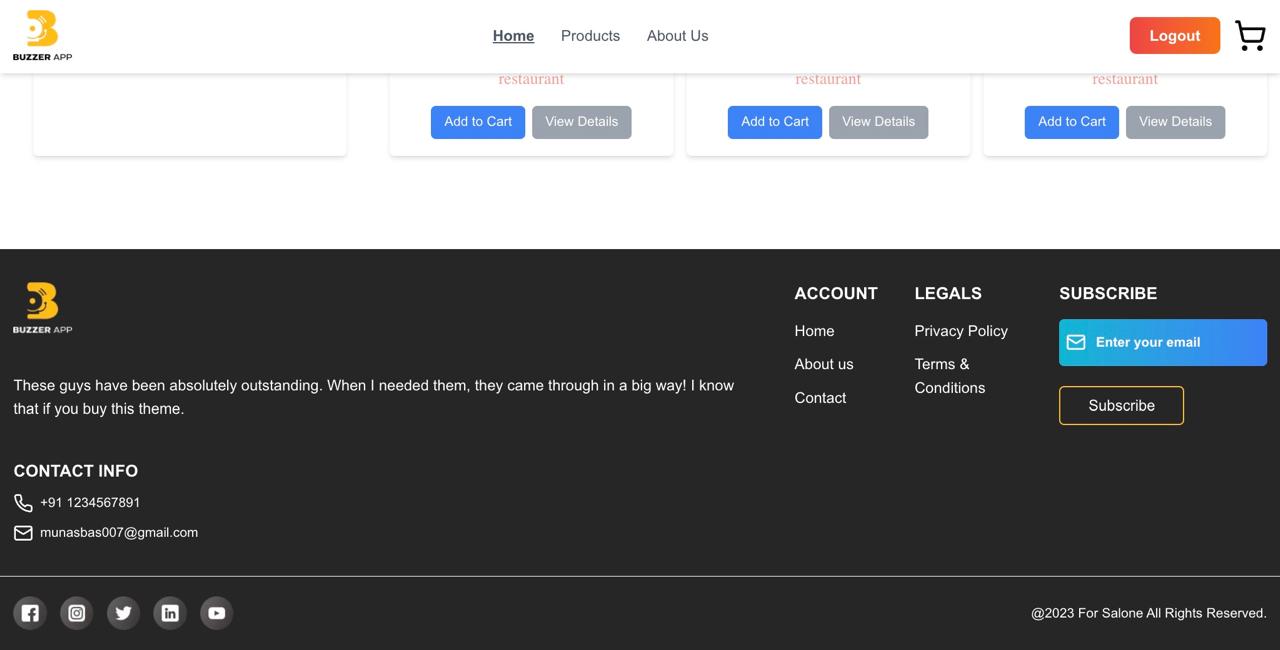 BUZZER APP
Home Products About Us
Logout
restaurant restaurant restaurant
Add to Cart View Details Add to Cart View Details Add to Cart View Details
BUZZER APP
These guys have been absolutely outstanding. When I needed them, they came through in a big way! I know
that if you buy this theme.
CONTACT INFO
+91 1234567891
munasbas007@gmail.com
ACCOUNT
Home
About us
Contact
LEGALS
Privacy Policy
Terms &
Conditions
SUBSCRIBE
Enter your email
Subscribe
@2023 For Salone All Rights Reserved.